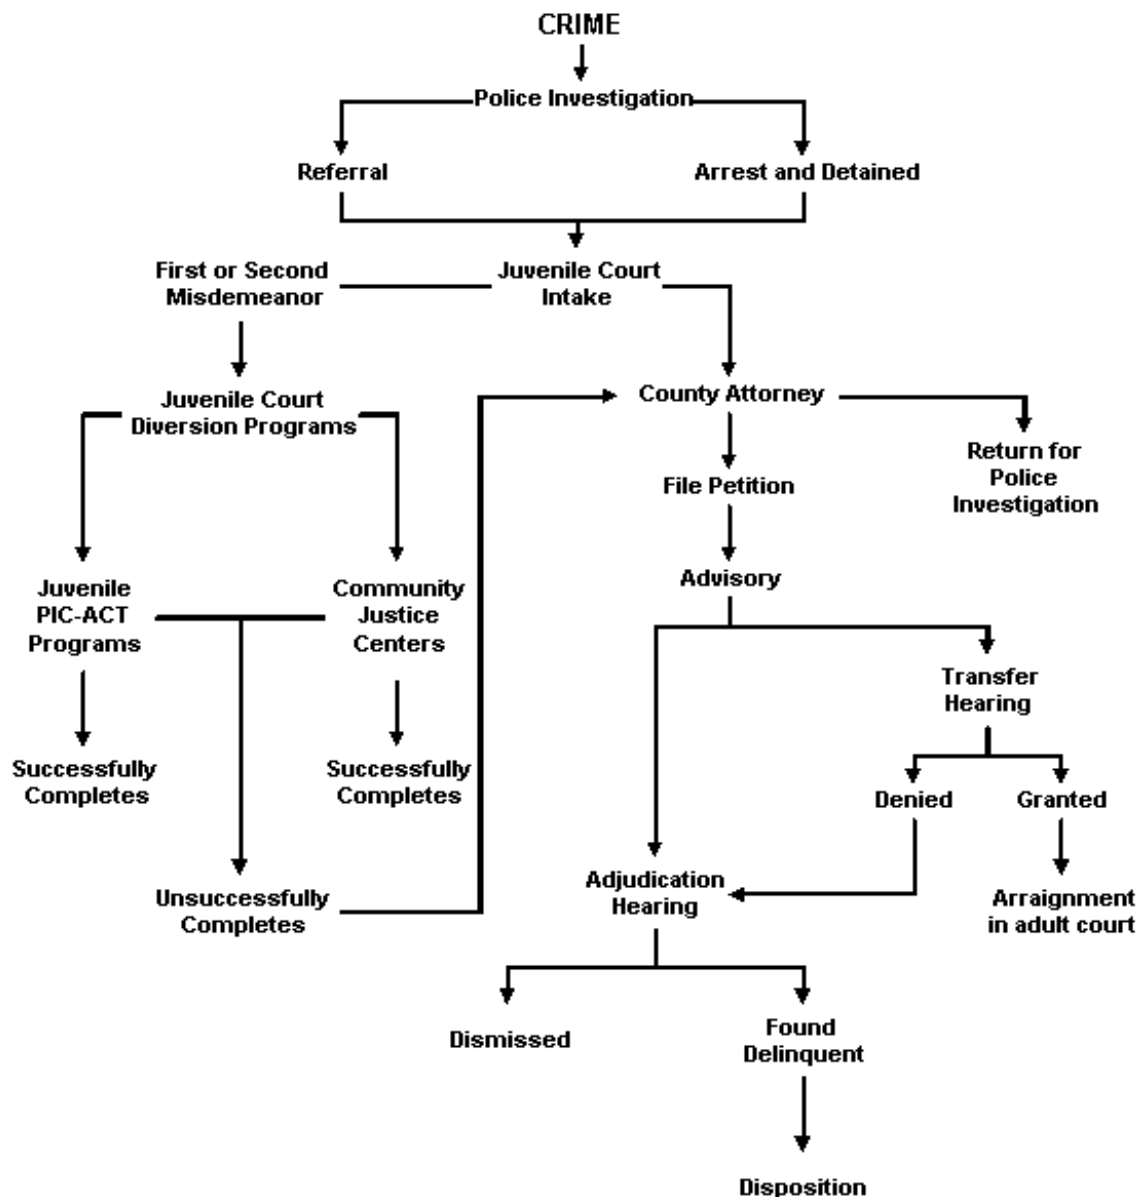 CRIME
Police Investigation
Referral
Arrest and Detained
First or Second
Misdemeanor
Juvenile Court
Intake
Juvenile Court
Diversion Programs
County Attorney
Return for
Police
Investigation
File Petition
Advisory
Juvenile
PIC-ACT
Programs
Community
Justice
Centers
Transfer
Hearing
Successfully
Completes
Successfully
Completes
Denied
Granted
Unsuccessfully
Completes
Adjudication
Hearing
Arraignment
in adult court
Dismissed
Found
Delinquent
Disposition